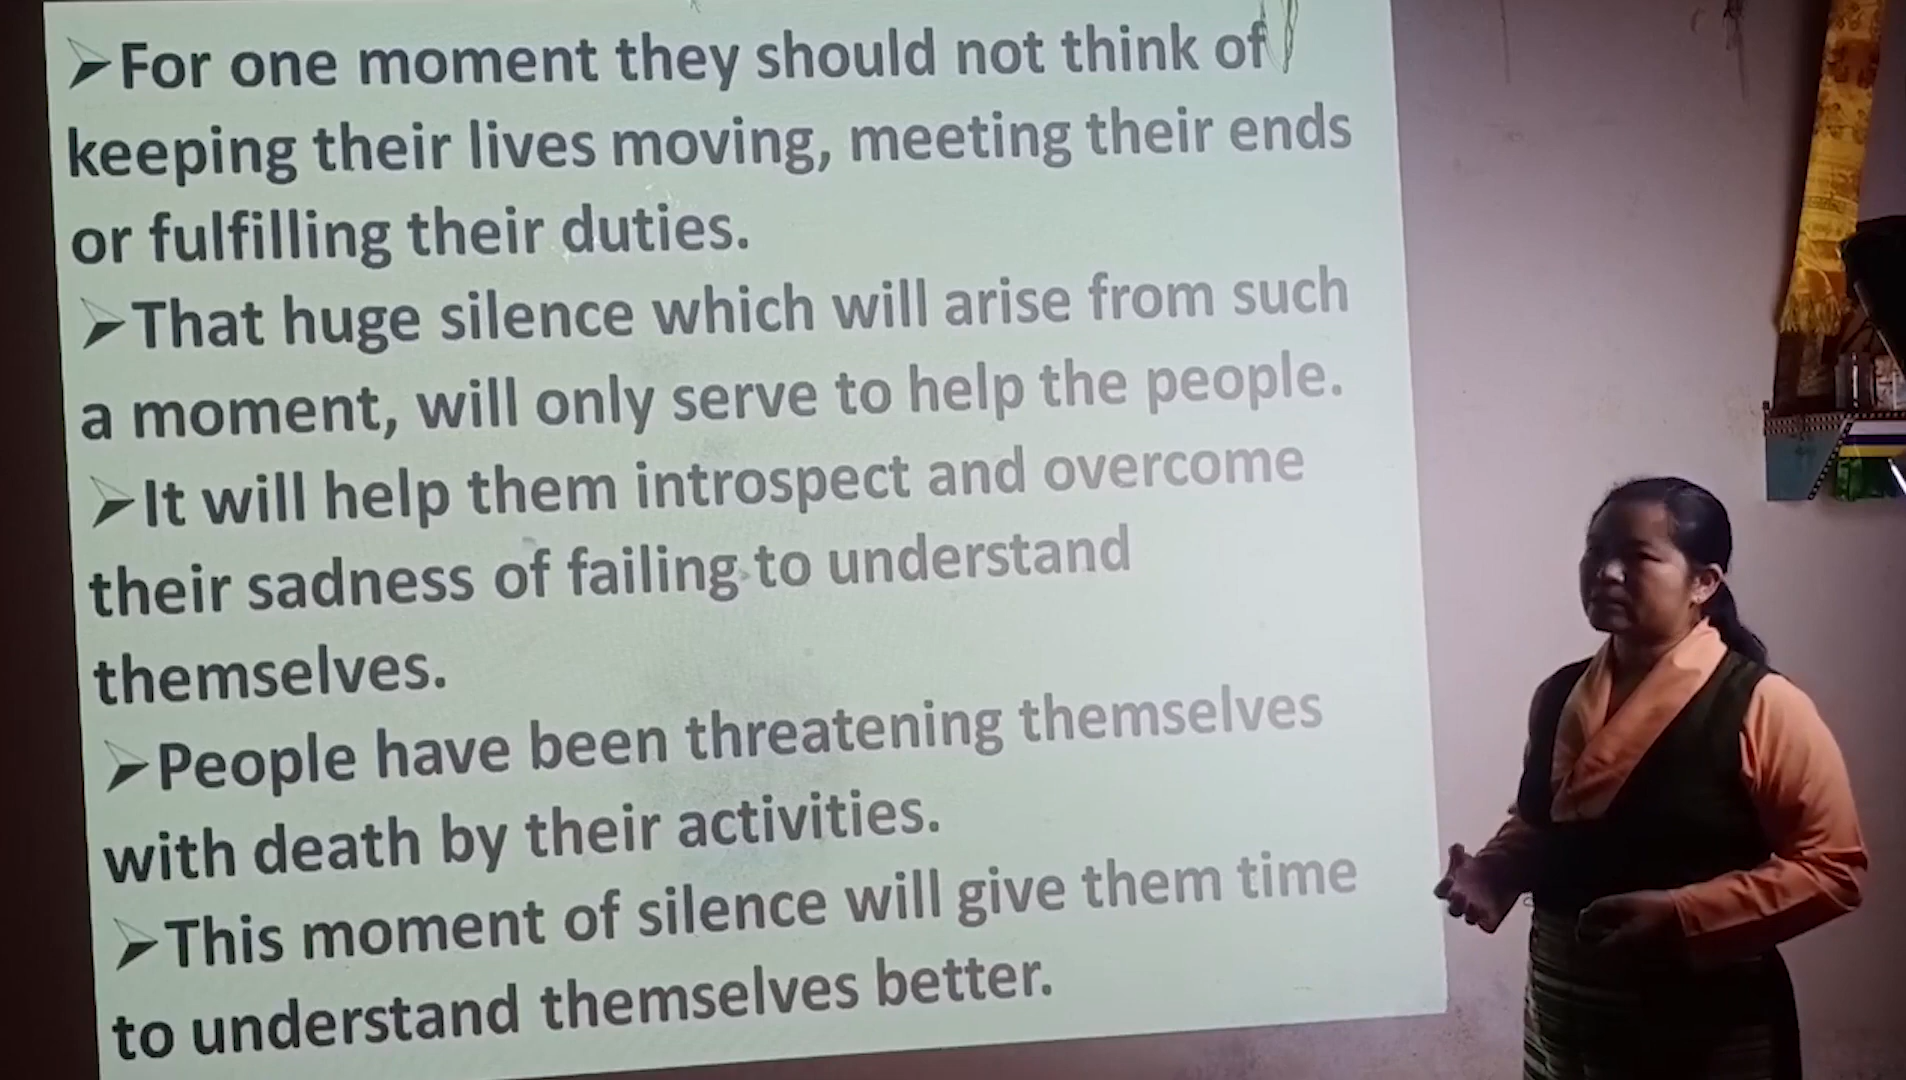 ➢For one moment they should not think of
keeping their lives moving, meeting their ends
or fulfilling their duties.
➢That huge silence which will arise from such
a moment, will only serve to help the people.
➢It will help them introspect and overcome
their sadness of failing to understand
themselves.
➢People have been threatening themselves
with death by their activities.
➢This moment of silence will give them time
to understand themselves better.